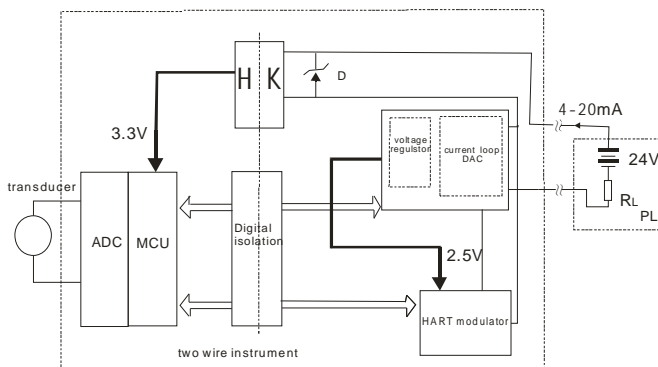 H K
D
4-20mA
3.3V
voltage
regulstor
current loop
DAC
24V
transducer
RL
PL
ADC
MCU
Digital
isolation
2.5V
HART modulator
two wire instrument